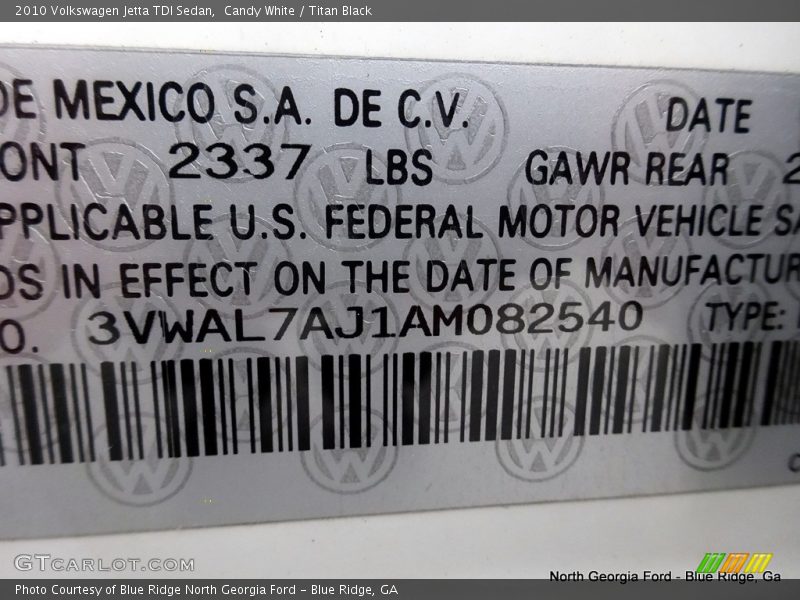 2010 Volkswagen Jetta TDI Sedan, Candy White / Titan Black
DE MEXICO S.A. DE C.V. DATE
ONT 2337 LBS GAWR REAR 2
PPLICABLE U.S. FEDERAL MOTOR VEHICLE SA
DS IN EFFECT ON THE DATE OF MANUFACTUR
O. 3VWAL7AJ1AM082540 TYPE:
GTCARLOT.COM
North Georgia Ford - Blue Ridge, Ga
Photo Courtesy of Blue Ridge North Georgia Ford - Blue Ridge, GA